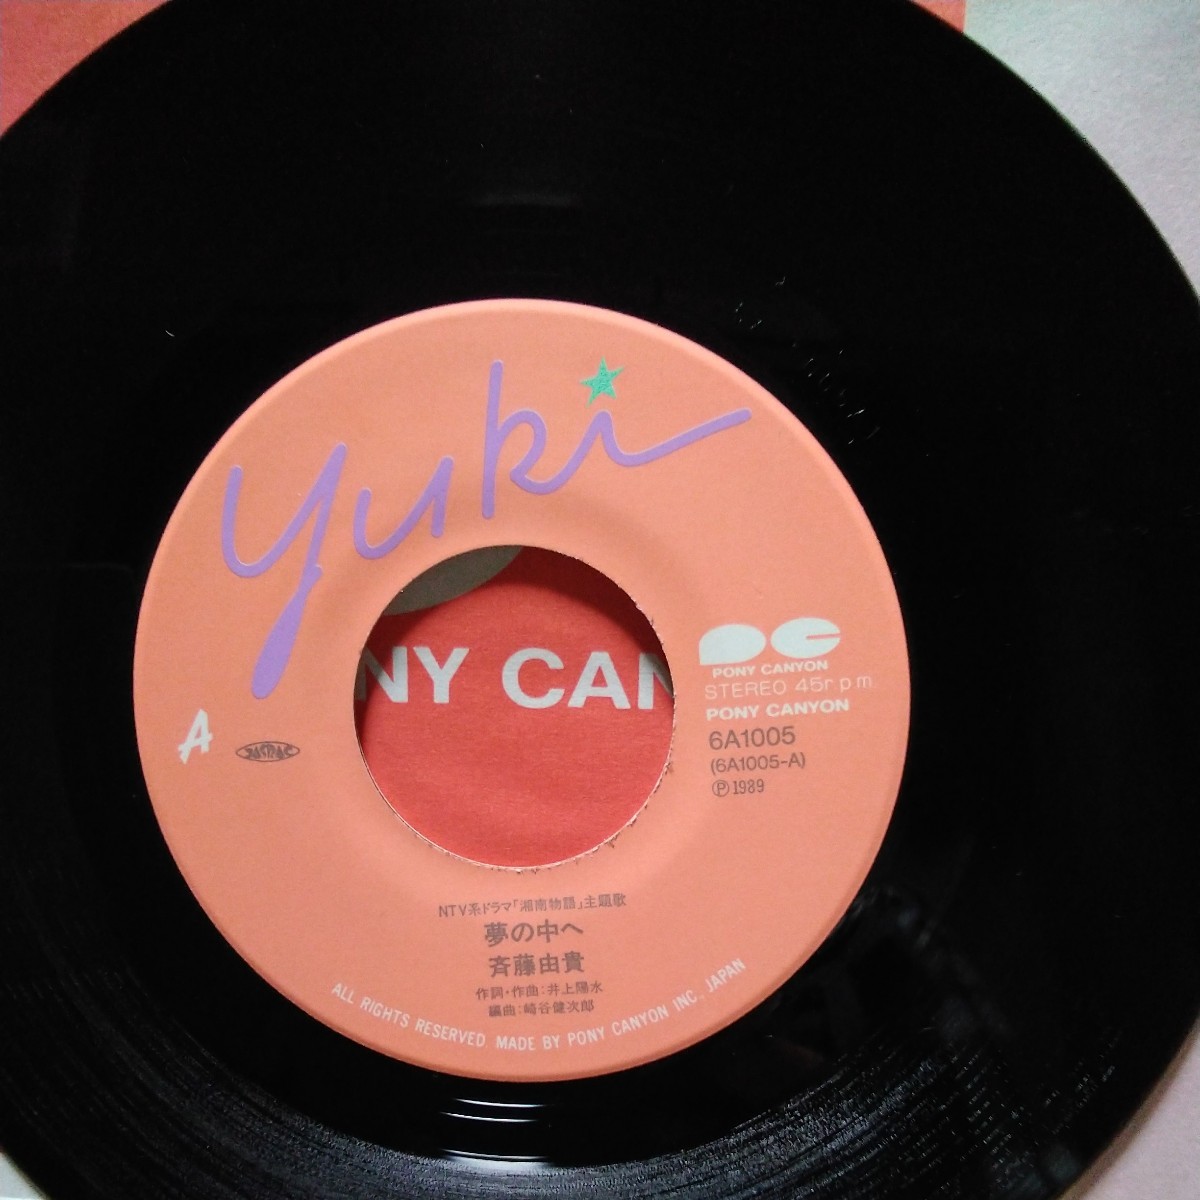 yuki
NY CAN
PONY CANYON
STEREO 45r.p.m.
PONY CANYON
6A1005
(6A1005-A)
Ⓟ1989
A
JASRAC
NTV系ドラマ「湘南物語」主題歌
夢の中へ
斉藤由貴
作詞・作曲:井上陽水
編曲:崎谷健次郎
ALL RIGHTS RESERVED. MADE BY PONY CANYON INC., JAPAN